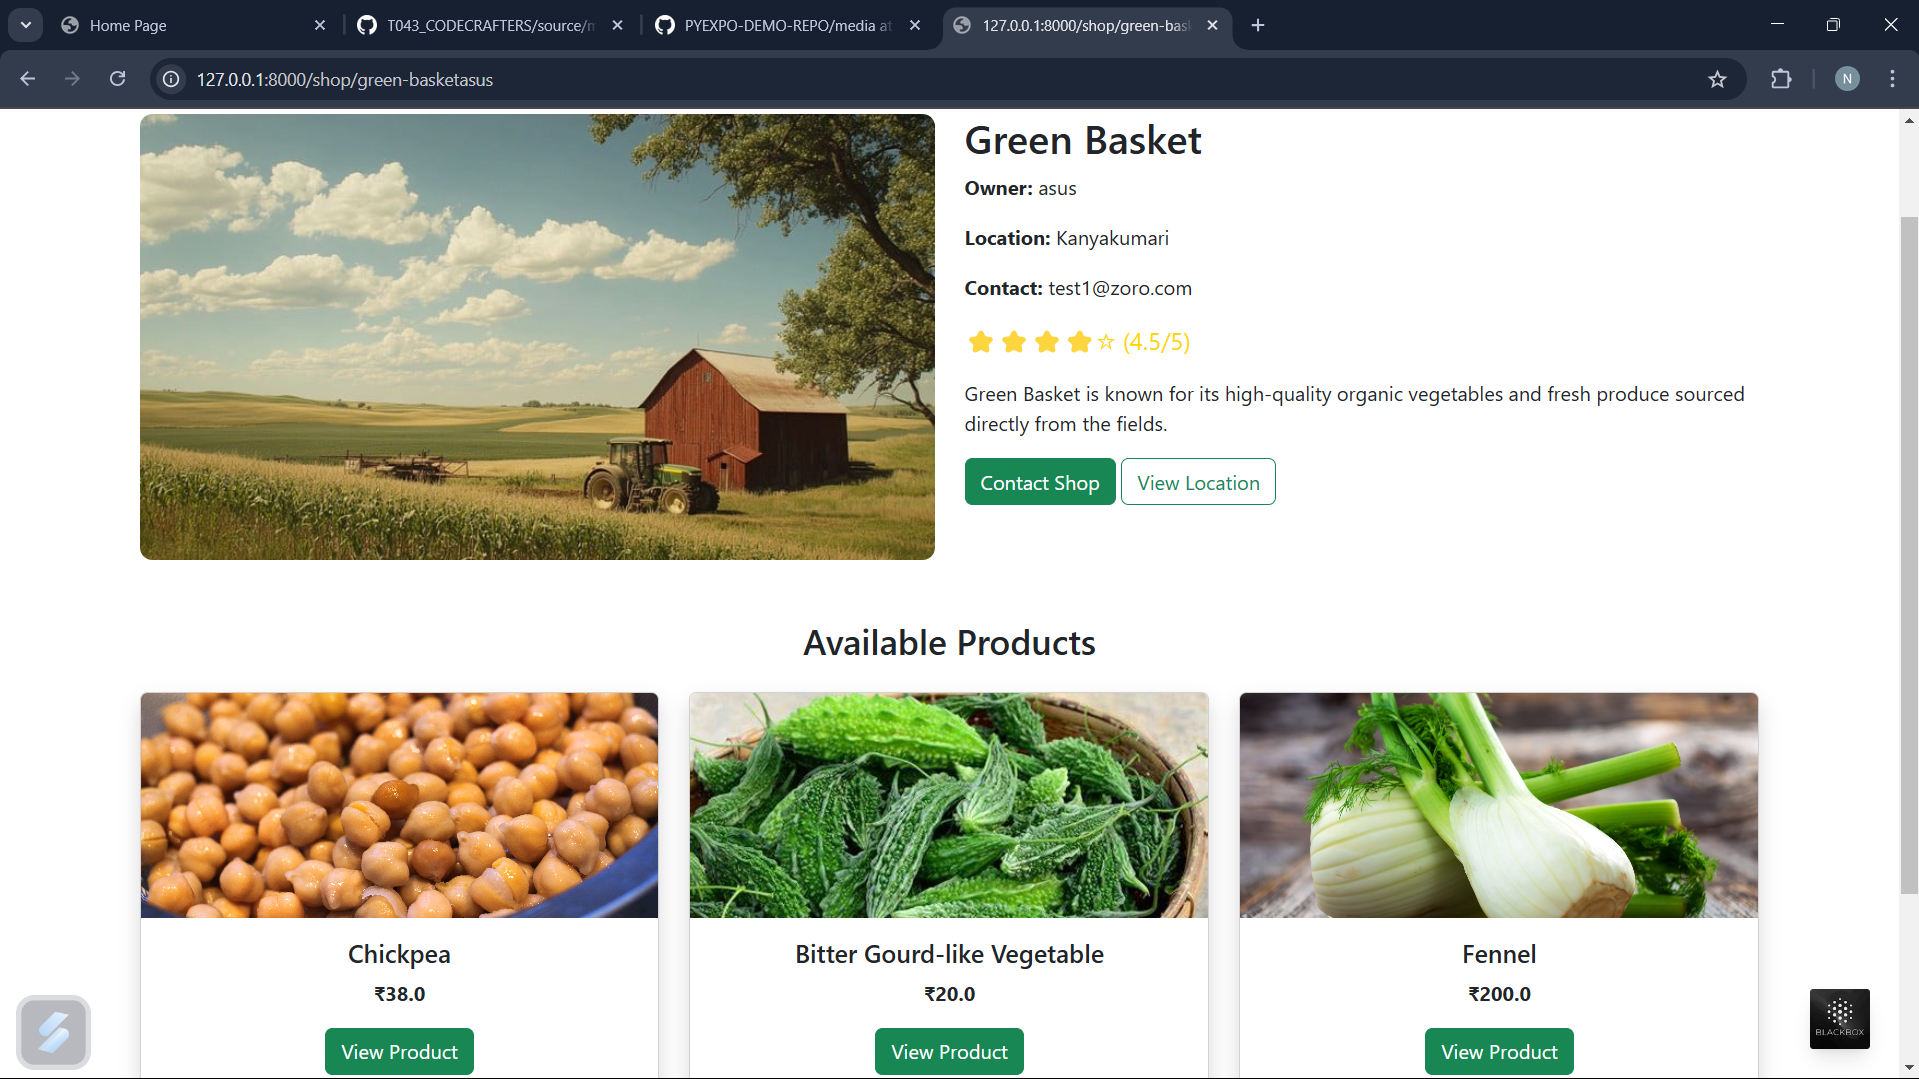 Home Page
T043_CODECRAFTERS/source/m
PYEXPO-DEMO-REPO/media at
127.0.0.1:8000/shop/green-bask
127.0.0.1:8000/shop/green-basketasus
N
Green Basket
Owner: asus
Location: Kanyakumari
Contact: test1@zoro.com
(4.5/5)
Green Basket is known for its high-quality organic vegetables and fresh produce sourced
directly from the fields.
Contact Shop View Location
Available Products
Chickpea
₹38.0
View Product
Bitter Gourd-like Vegetable
₹20.0
View Product
Fennel
₹200.0
View Product
BLACKBOX